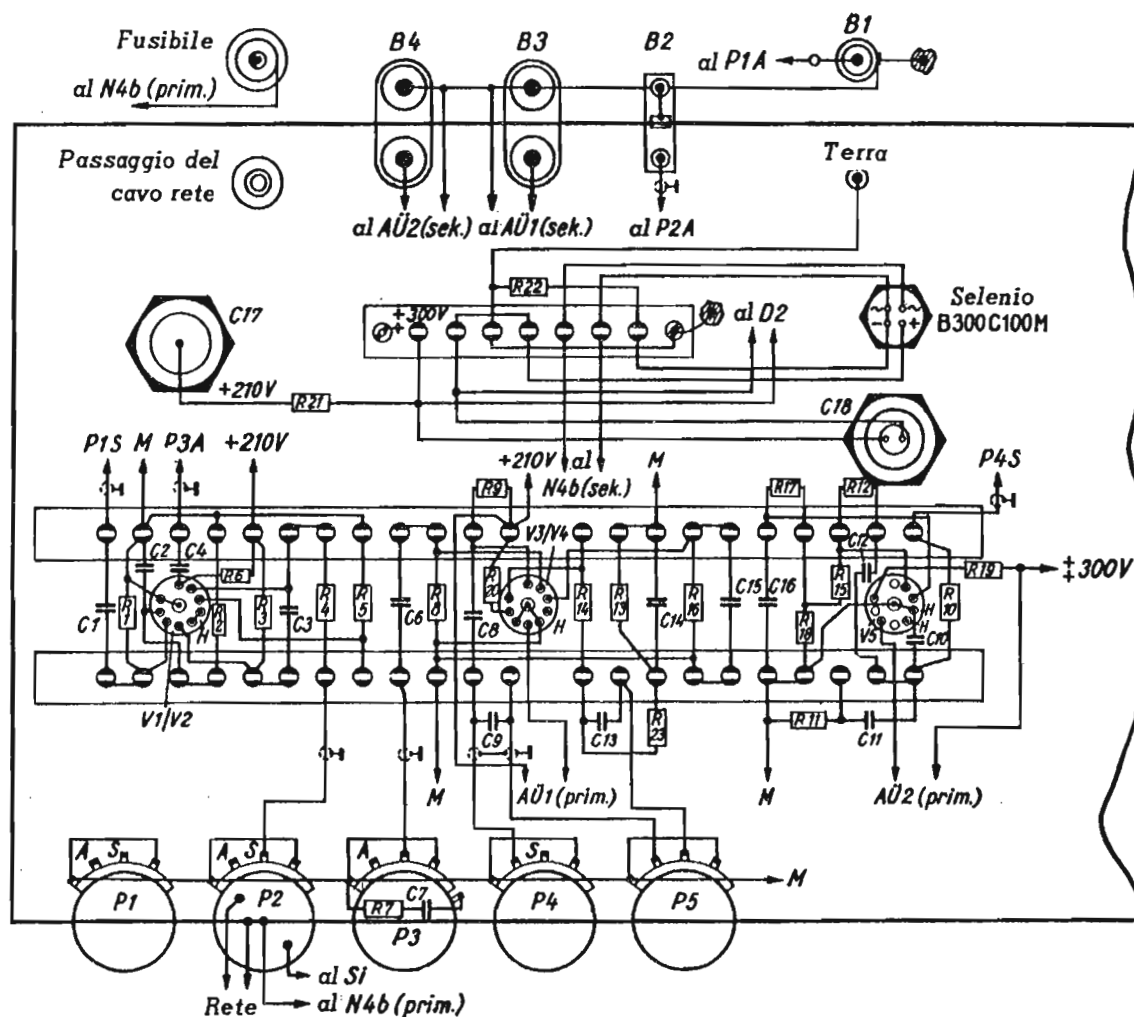 Fusibile
al N4b (prim.)
B4
B3
B2
B1
al P1A
Passaggio del
cavo rete
Terra
al AÜ2(sek.)
al AÜ1(sek.)
al P2A
C17
+300V
R22
al D2
Selenio
B300C100M
~ ~
- +
+210V
R21
C18
P1S
M
P3A
+210V
R9
+210V
al
N4b(sek.)
M
R17
R12
P4S
V3/V4
C2
C4
R6
C12
R19
+300V
C1
R1
R2
R3
C3
R4
R5
C6
R8
C8
R20
H
H
R14
R13
C14
R16
C15
C16
R18
R15
V5
H
H
C10
R10
V1/V2
C9
C13
R23
R11
C11
M
AÜ1(prim.)
M
AÜ2(prim.)
A
S
A
S
A
S
M
P1
P2
R7
C7
P3
P4
P5
al Si
Rete
al N4b(prim.)